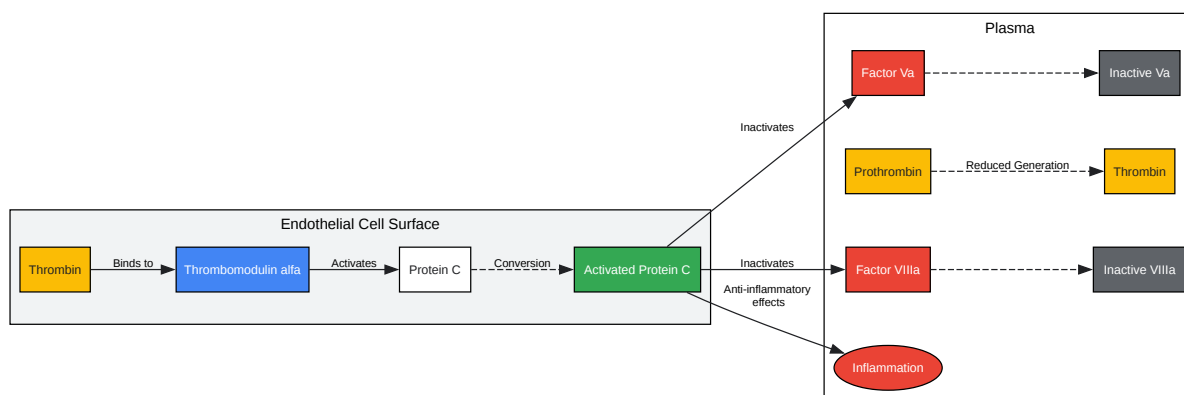 Plasma
Factor Va
Inactive Va
Inactivates
Prothrombin
Reduced Generation
Thrombin
Endothelial Cell Surface
Thrombin
Binds to
Thrombomodulin alfa
Activates
Protein C
Conversion
Activated Protein C
Inactivates
Factor VIIIa
Inactive VIIIa
Anti-inflammatory
effects
Inflammation